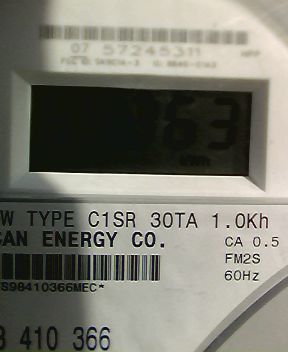 07 57245311
63
kWh
W TYPE C1SR 30TA 1.0Kh
CAN ENERGY CO.
CA 0.5
FM2S
60Hz
S98410366MEC*
8 410 366